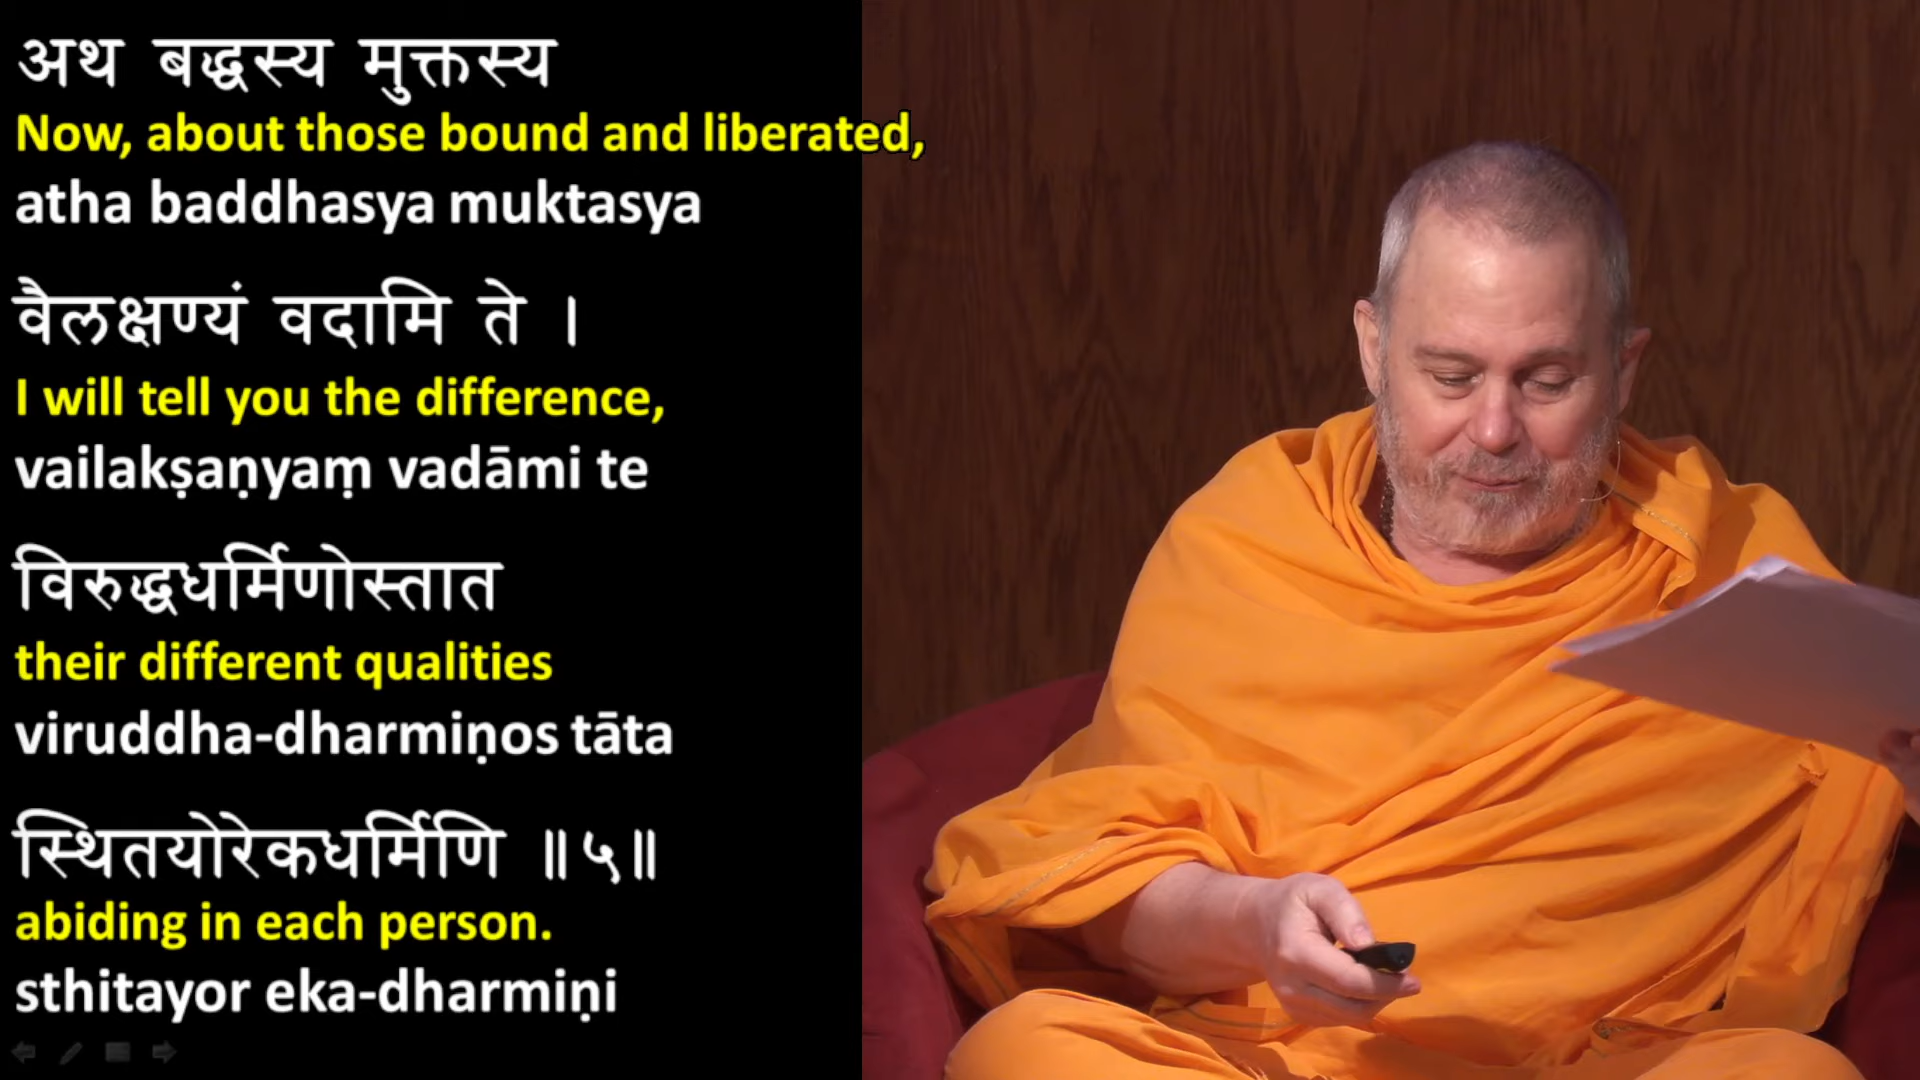 अथ बद्धस्य मुक्तस्य
Now, about those bound and liberated,
atha baddhasya muktasya
वैलक्षण्यं वदामि ते ।
I will tell you the difference,
vailakṣaṇyaṃ vadāmi te
विरुद्धधर्मिणोस्तात
their different qualities
viruddha-dharmiṇos tāta
स्थितयोरेकधर्मिणि ॥५॥
abiding in each person.
sthitayor eka-dharmiṇi